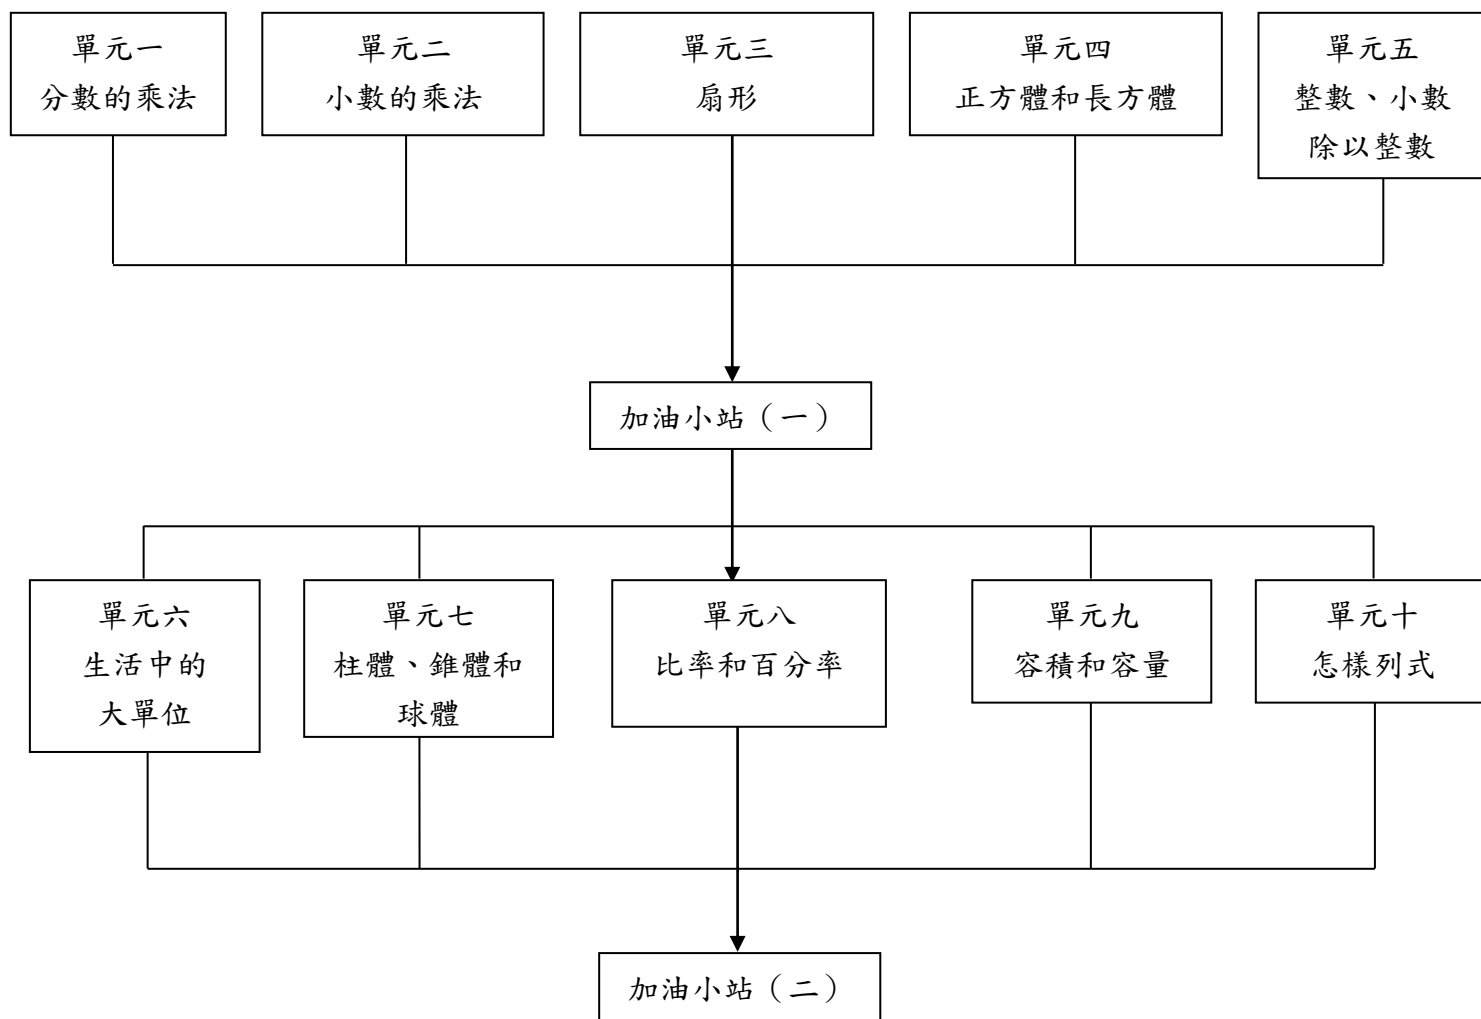 單元一
分數的乘法
單元二
小數的乘法
單元三
扇形
單元四
正方體和長方體
單元五
整數、小數
除以整數
加油小站（一）
單元六
生活中的
大單位
單元七
柱體、錐體和
球體
單元八
比率和百分率
單元九
容積和容量
單元十
怎樣列式
加油小站（二）